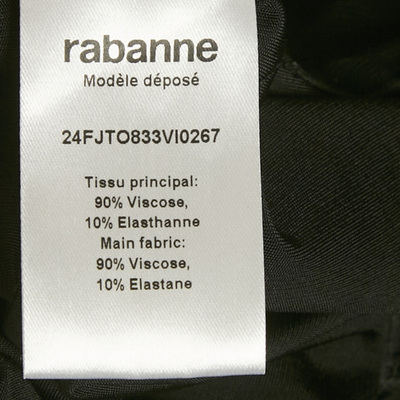 rabanne
Modèle déposé
24FJTO833VI0267
Tissu principal:
90% Viscose,
10% Elasthanne
Main fabric:
90% Viscose,
10% Elastane